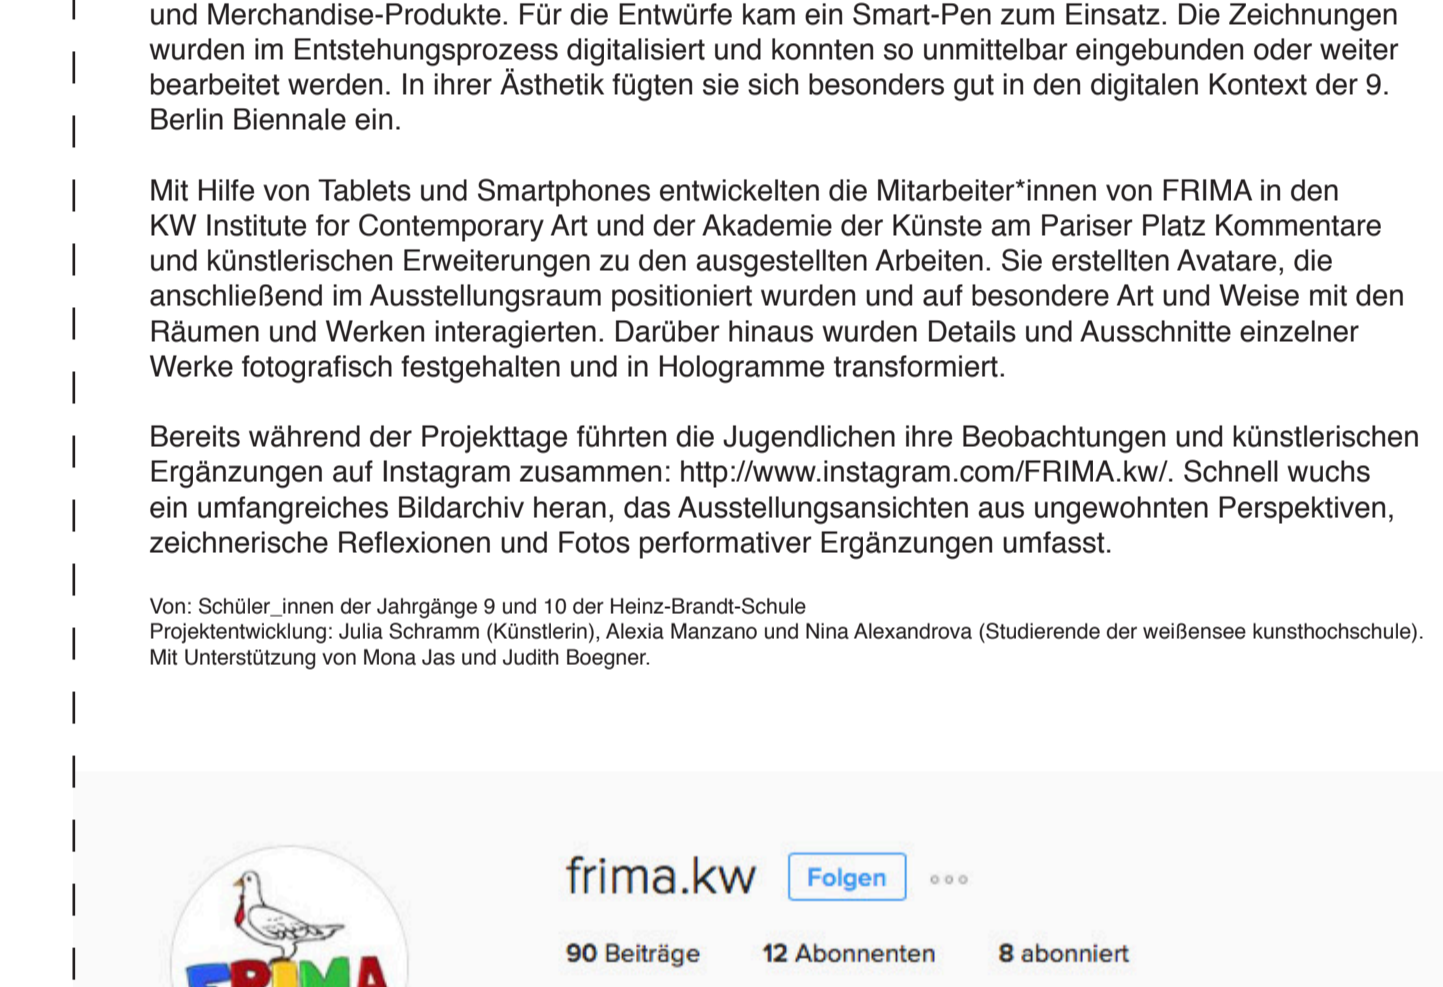 und Merchandise-Produkte. Für die Entwürfe kam ein Smart-Pen zum Einsatz. Die Zeichnungen
wurden im Entstehungsprozess digitalisiert und konnten so unmittelbar eingebunden oder weiter
bearbeitet werden. In ihrer Ästhetik fügten sie sich besonders gut in den digitalen Kontext der 9.
Berlin Biennale ein.
Mit Hilfe von Tablets und Smartphones entwickelten die Mitarbeiter*innen von FRIMA in den
KW Institute for Contemporary Art und der Akademie der Künste am Pariser Platz Kommentare
und künstlerischen Erweiterungen zu den ausgestellten Arbeiten. Sie erstellten Avatare, die
anschließend im Ausstellungsraum positioniert wurden und auf besondere Art und Weise mit den
Räumen und Werken interagierten. Darüber hinaus wurden Details und Ausschnitte einzelner
Werke fotografisch festgehalten und in Hologramme transformiert.
Bereits während der Projekttage führten die Jugendlichen ihre Beobachtungen und künstlerischen
Ergänzungen auf Instagram zusammen: http://www.instagram.com/FRIMA.kw/. Schnell wuchs
ein umfangreiches Bildarchiv heran, das Ausstellungsansichten aus ungewohnten Perspektiven,
zeichnerische Reflexionen und Fotos performativer Ergänzungen umfasst.
Von: Schüler_innen der Jahrgänge 9 und 10 der Heinz-Brandt-Schule
Projektentwicklung: Julia Schramm (Künstlerin), Alexia Manzano und Nina Alexandrova (Studierende der weißensee kunsthochschule).
Mit Unterstützung von Mona Jas und Judith Boegner.
frima.kw Folgen
90 Beiträge 12 Abonnenten 8 abonniert
FRIMA